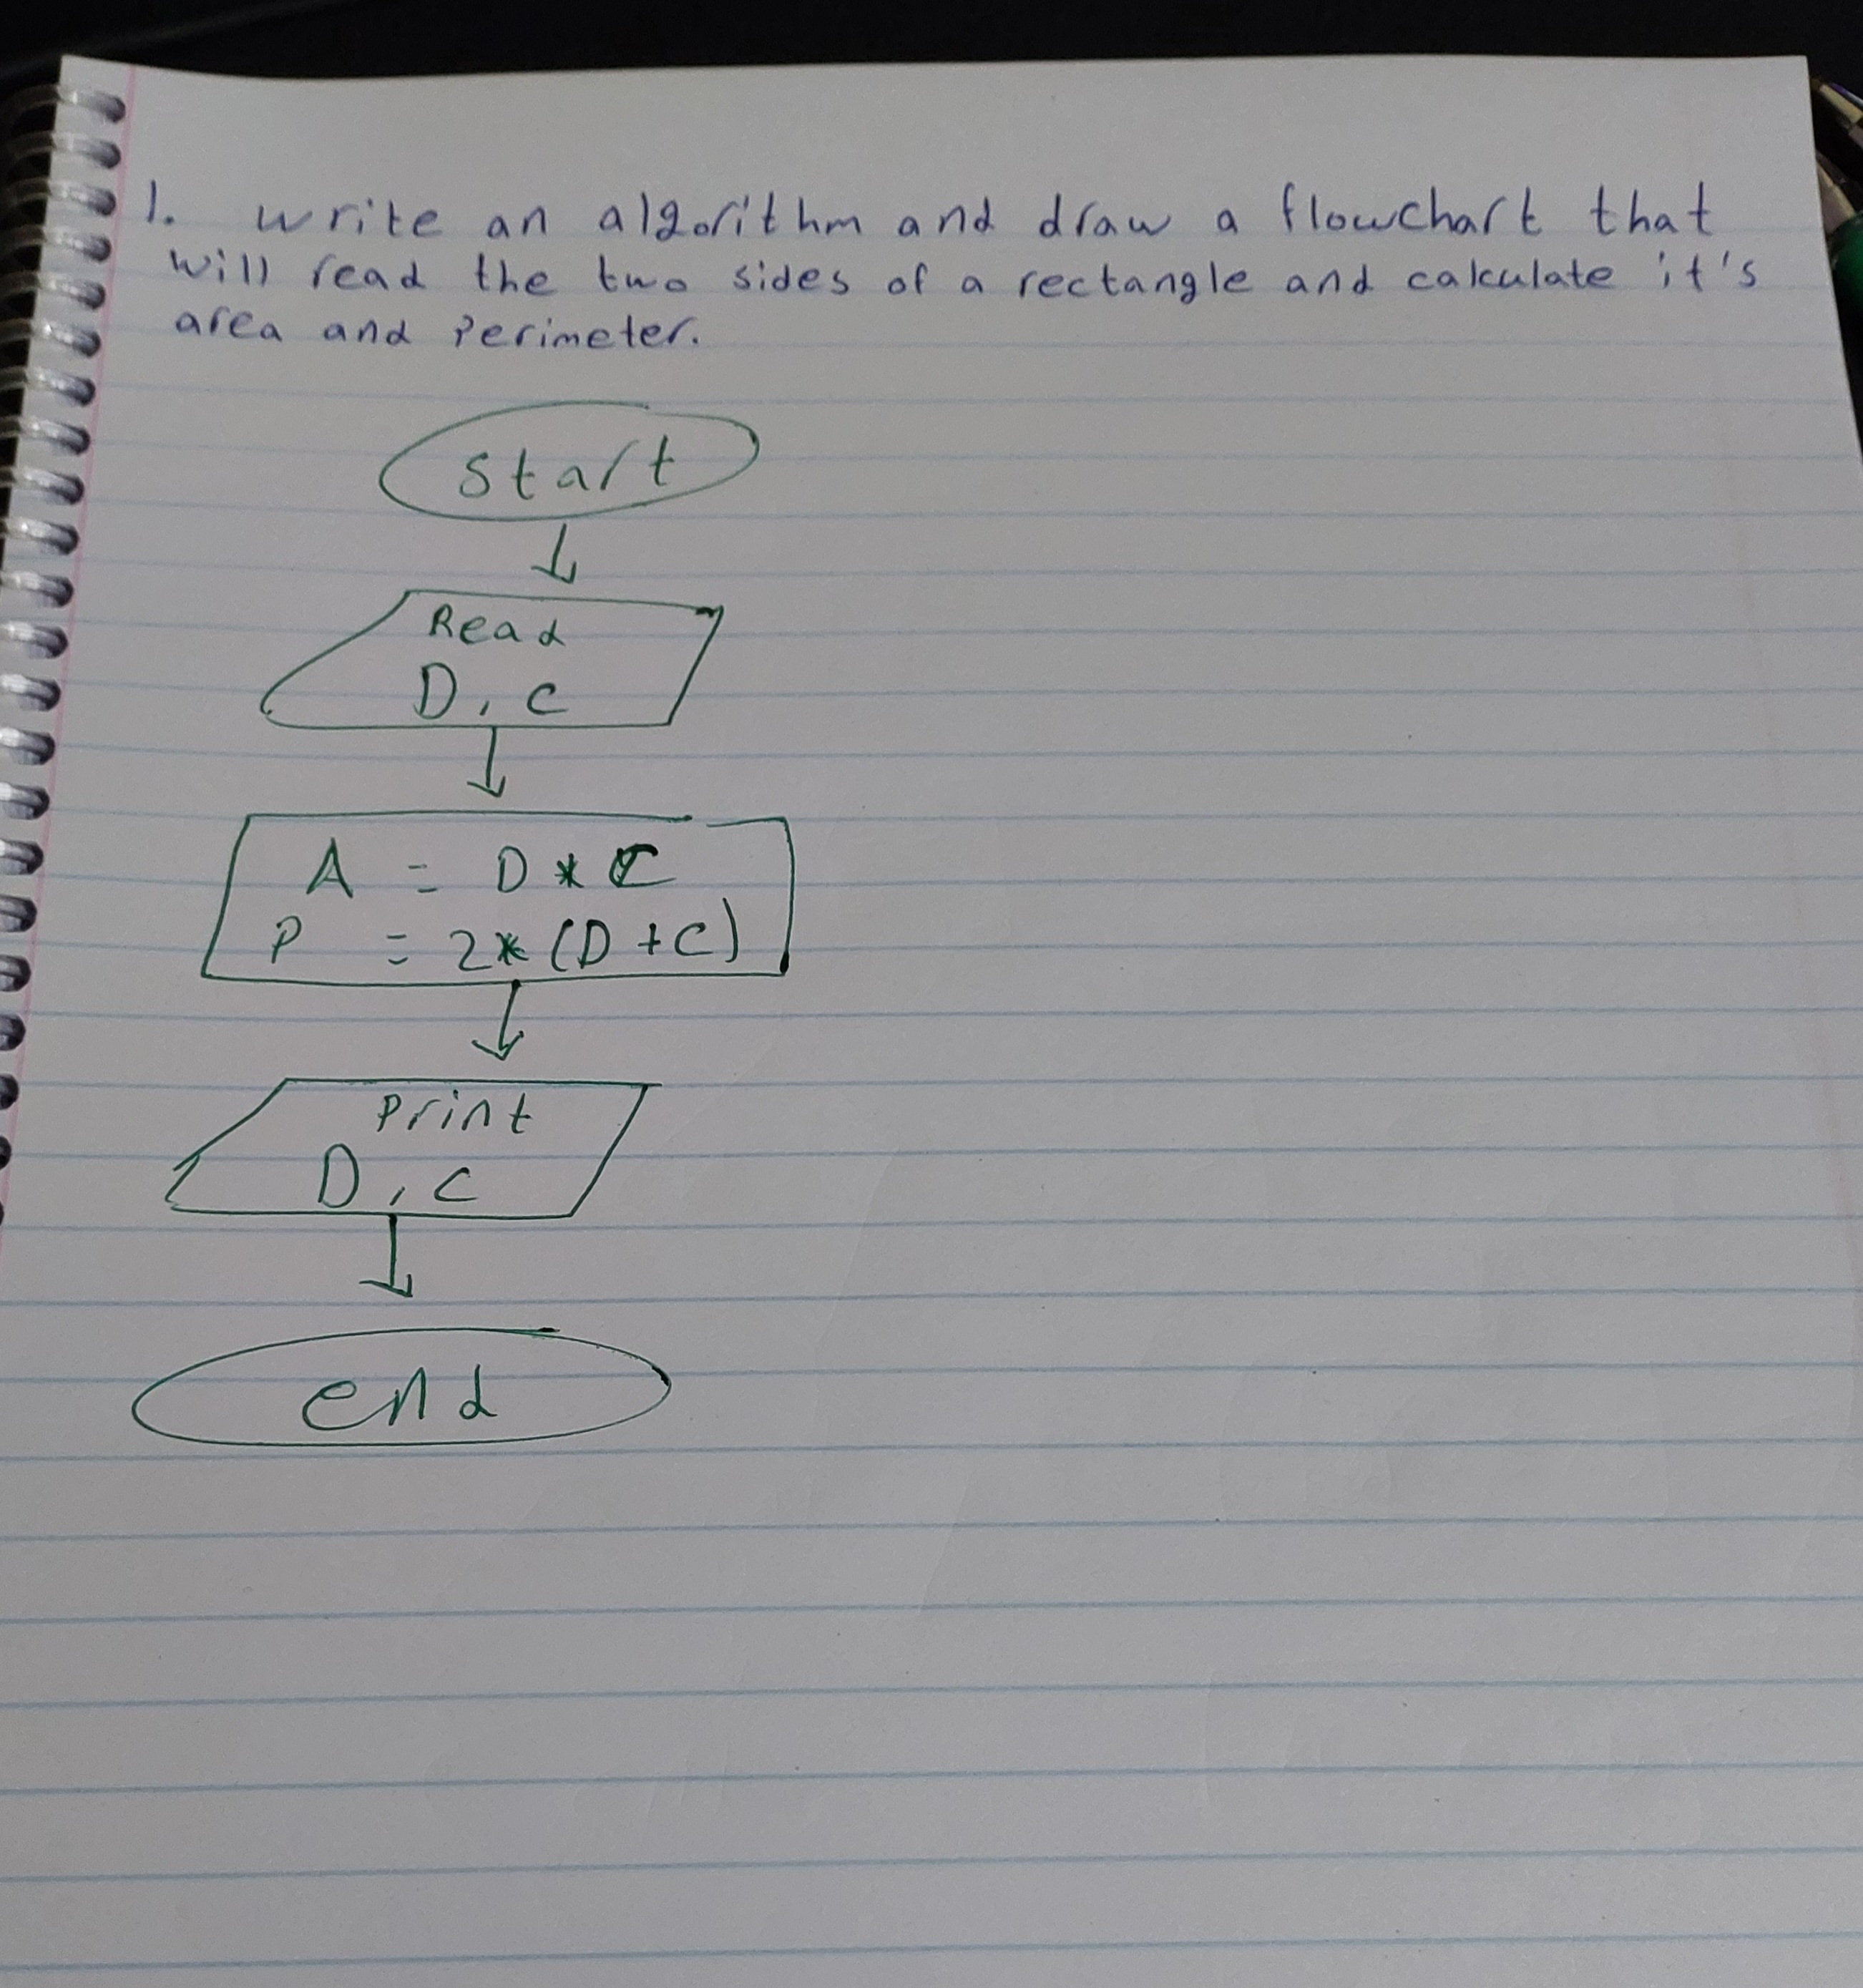 1. write an algorithm and draw a flowchart that
will read the two sides of a rectangle and calculate it's
area and Perimeter.
start
Read
D, C
A = D * C
P = 2* (D + C)
Print
D, C
end